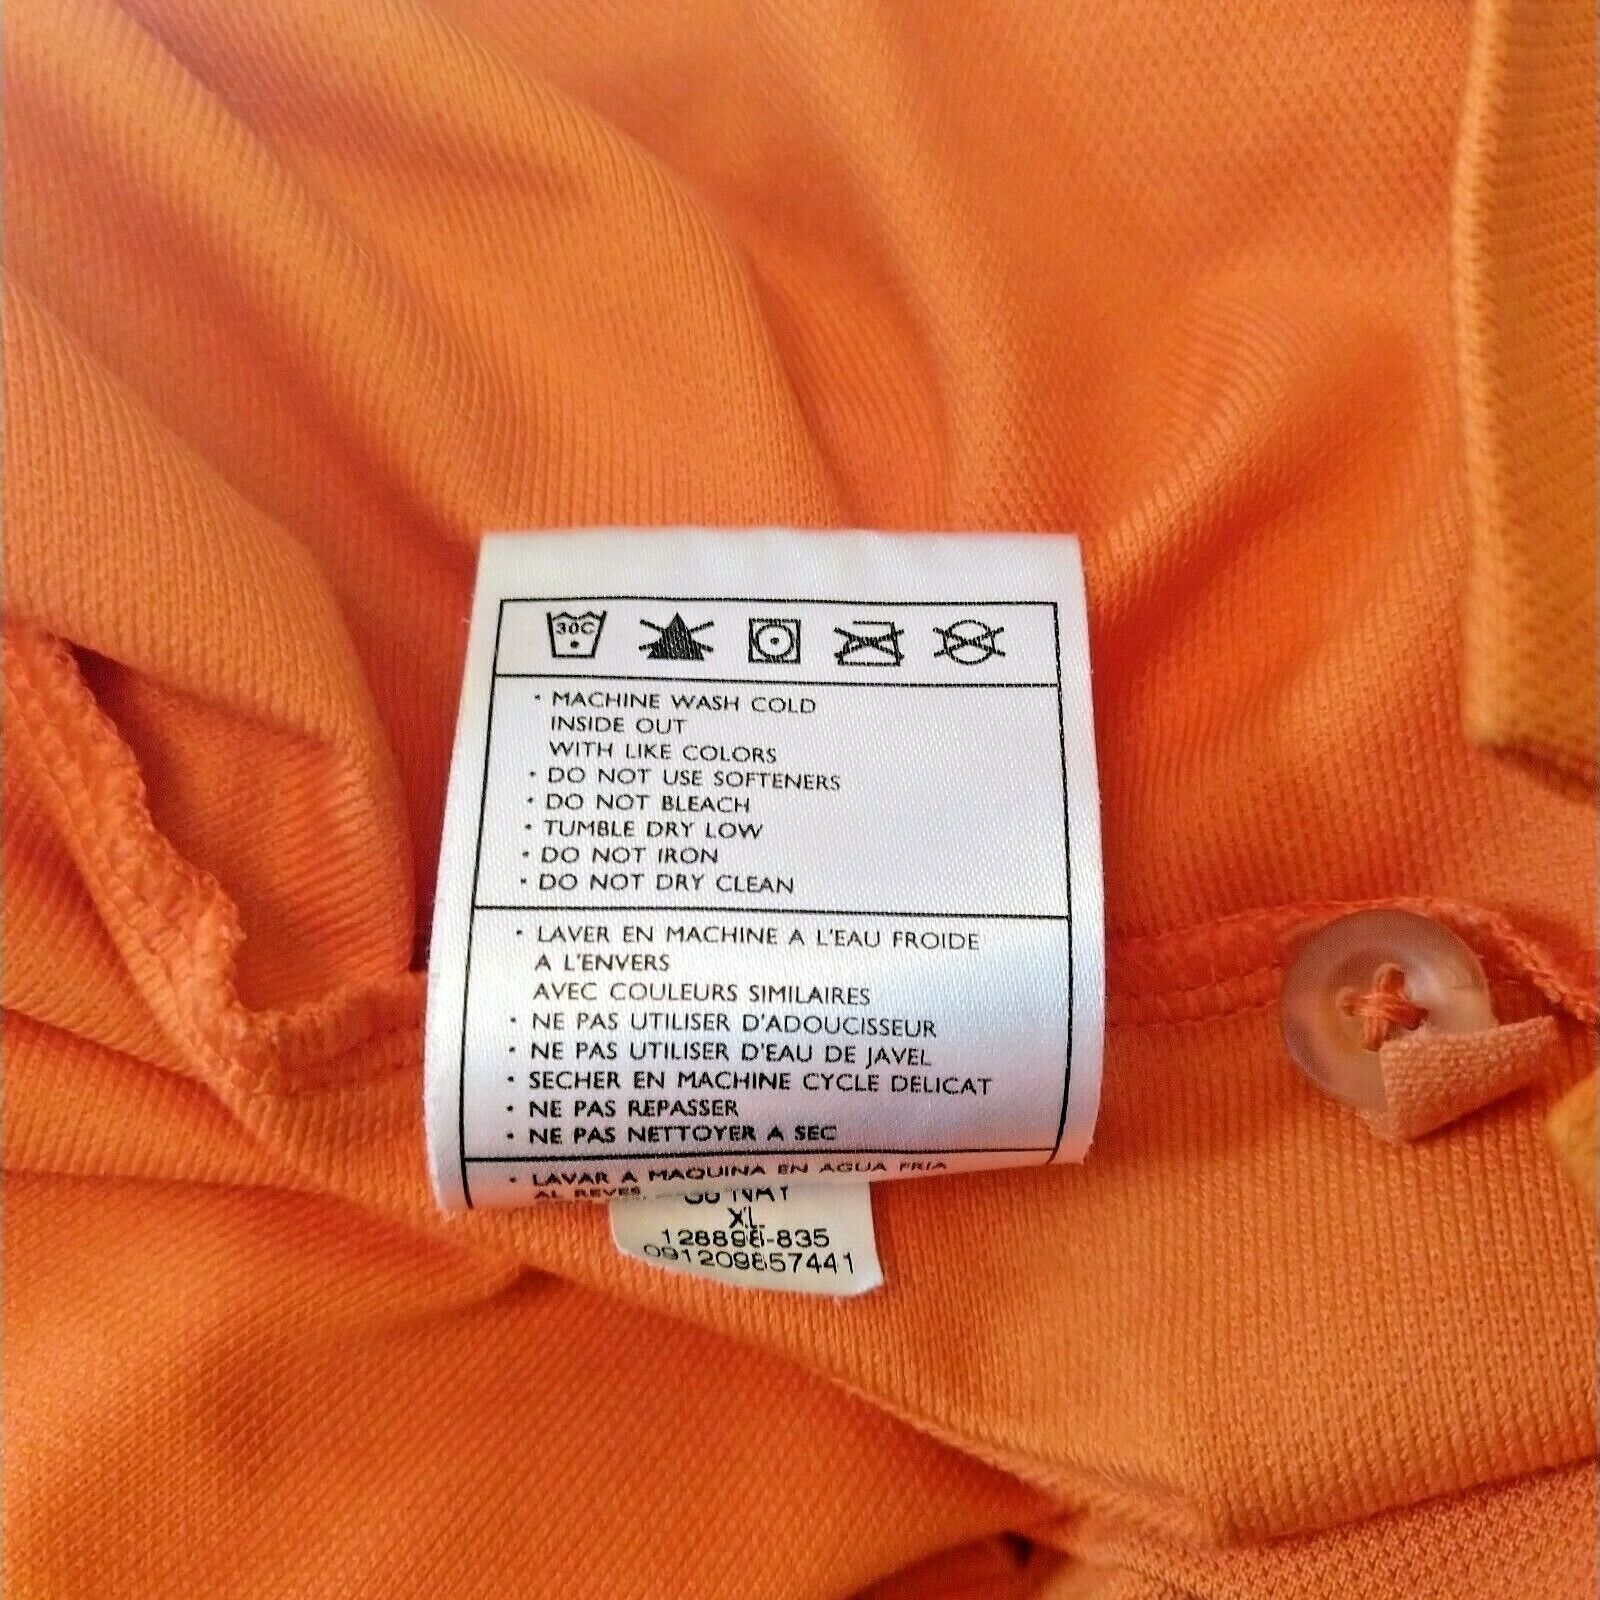 30C
• MACHINE WASH COLD
INSIDE OUT
WITH LIKE COLORS
• DO NOT USE SOFTENERS
• DO NOT BLEACH
• TUMBLE DRY LOW
• DO NOT IRON
• DO NOT DRY CLEAN
• LAVER EN MACHINE A L'EAU FROIDE
A L'ENVERS
AVEC COULEURS SIMILAIRES
• NE PAS UTILISER D'ADOUCISSEUR
• NE PAS UTILISER D'EAU DE JAVEL
• SECHER EN MACHINE CYCLE DELICAT
• NE PAS REPASSER
• NE PAS NETTOYER A SEC
• LAVAR A MAQUINA EN AGUA FRIA
AL REVES
XL
128898-835
091209857441